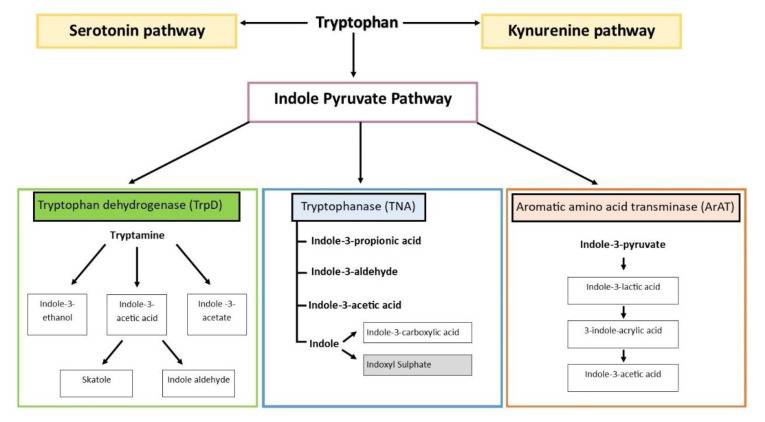 Serotonin pathway
Tryptophan
Kynurenine pathway
Indole Pyruvate Pathway
Tryptophan dehydrogenase (TrpD)
Tryptamine
Indole-3-
ethanol
Indole-3-
acetic acid
Indole -3-
acetate
Skatole
Indole aldehyde
Tryptophanase (TNA)
Indole-3-propionic acid
Indole-3-aldehyde
Indole-3-acetic acid
Indole
Indole-3-carboxylic acid
Indoxyl Sulphate
Aromatic amino acid transminase (ArAT)
Indole-3-pyruvate
Indole-3-lactic acid
3-indole-acrylic acid
Indole-3-acetic acid